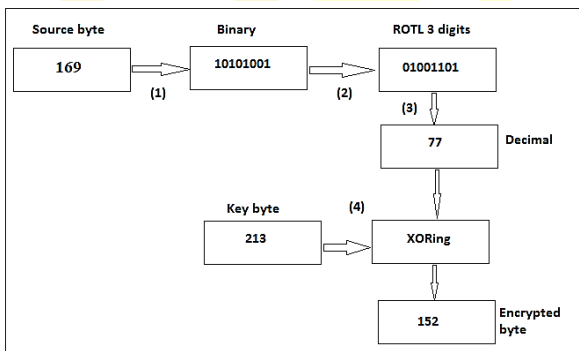 Source byte
Binary
ROTL 3 digits
169
10101001
01001101
(1)
(2)
(3)
77
Decimal
(4)
Key byte
213
XORing
152
Encrypted
byte